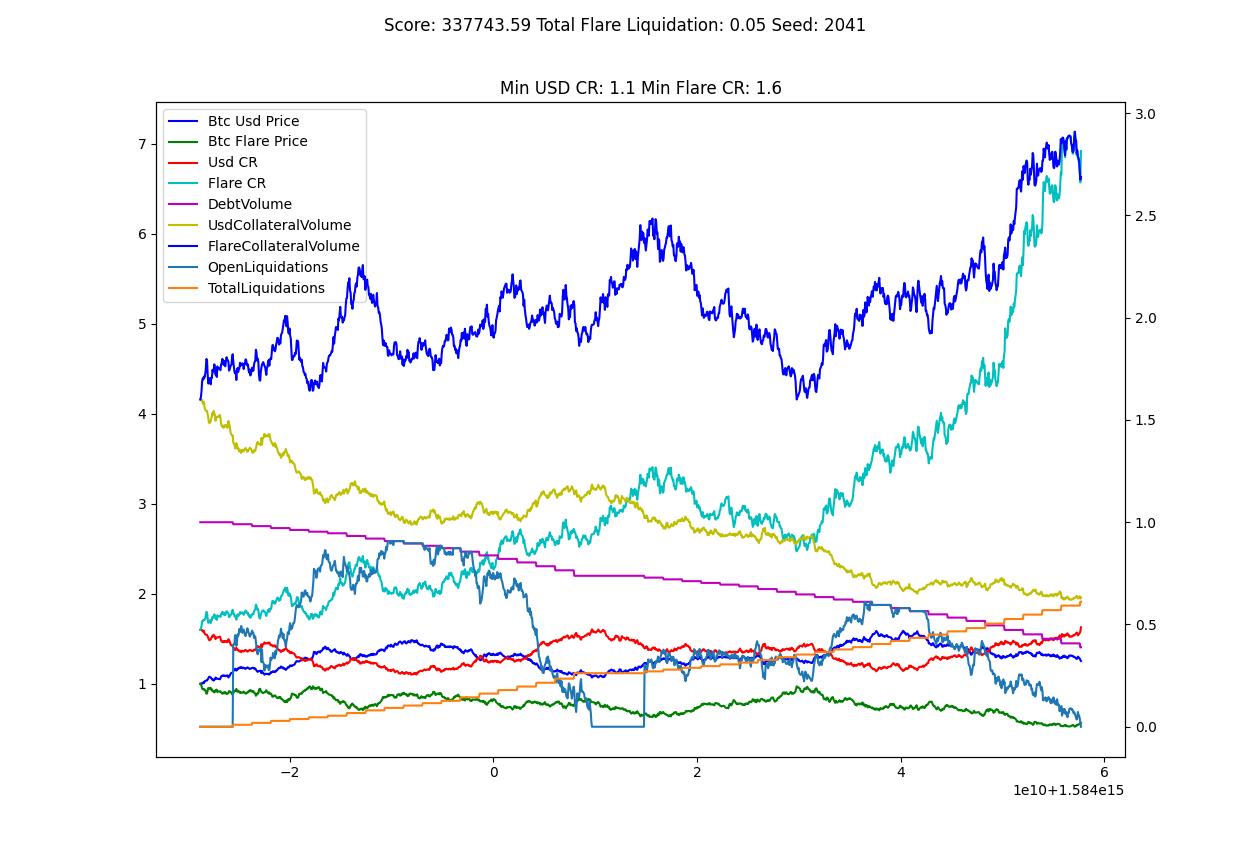 Score: 337743.59 Total Flare Liquidation: 0.05 Seed: 2041
Min USD CR: 1.1 Min Flare CR: 1.6
Btc Usd Price
Btc Flare Price
Usd CR
Flare CR
DebtVolume
UsdCollateralVolume
FlareCollateralVolume
OpenLiquidations
TotalLiquidations
7
6
5
4
3
2
1
3.0
2.5
2.0
1.5
1.0
0.5
0.0
−2 0 2 4 6
1e10+1.584e15